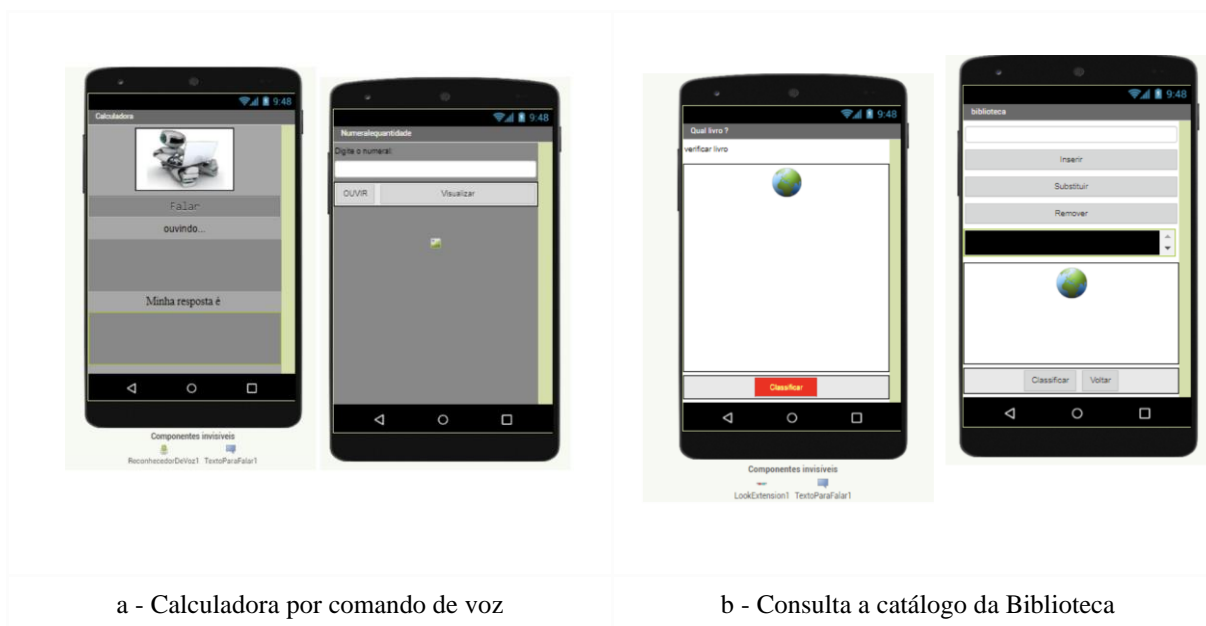 9:48
Calculadora
Falar
ouvindo...
Minha resposta é
Componentes invisíveis
ReconhecedorDeVoz1 TextoParaFalar1
9:48
Numeralequantidade
Digite o numeral:
OUVIR Visualizar
9:48
Qual livro ?
verificar livro
Classificar
Componentes invisíveis
LookExtension1 TextoParaFalar1
9:48
biblioteca
Inserir
Substituir
Remover
Classificar Voltar
a - Calculadora por comando de voz
b - Consulta a catálogo da Biblioteca